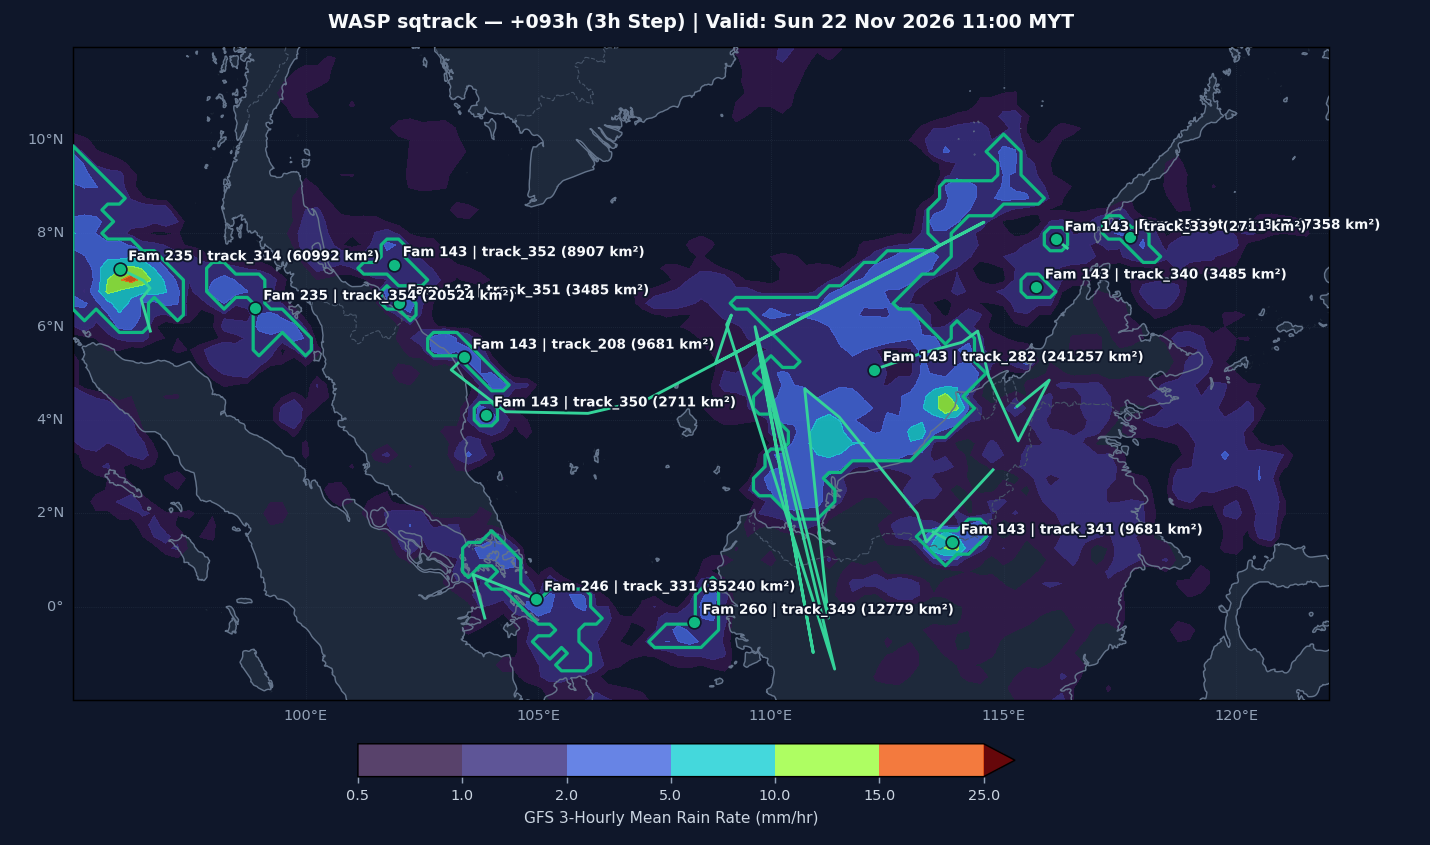 WASP sqtrack — +093h (3h Step) | Valid: Sun 22 Nov 2026 11:00 MYT
10°N
8°N
6°N
4°N
2°N
0°
Fam 143 | track_339 (2711 km²)
7358 km²)
Fam 143 | track_352 (8907 km²)
Fam 235 | track_314 (60992 km²)
Fam 143 | track_340 (3485 km²)
Fam 143 | track_351 (3485 km²)
Fam 235 | track_354 (20524 km²)
Fam 143 | track_208 (9681 km²)
Fam 143 | track_282 (241257 km²)
Fam 143 | track_350 (2711 km²)
Fam 143 | track_341 (9681 km²)
Fam 246 | track_331 (35240 km²)
Fam 260 | track_349 (12779 km²)
100°E 105°E 110°E 115°E 120°E
0.5 1.0 2.0 5.0 10.0 15.0 25.0
GFS 3-Hourly Mean Rain Rate (mm/hr)